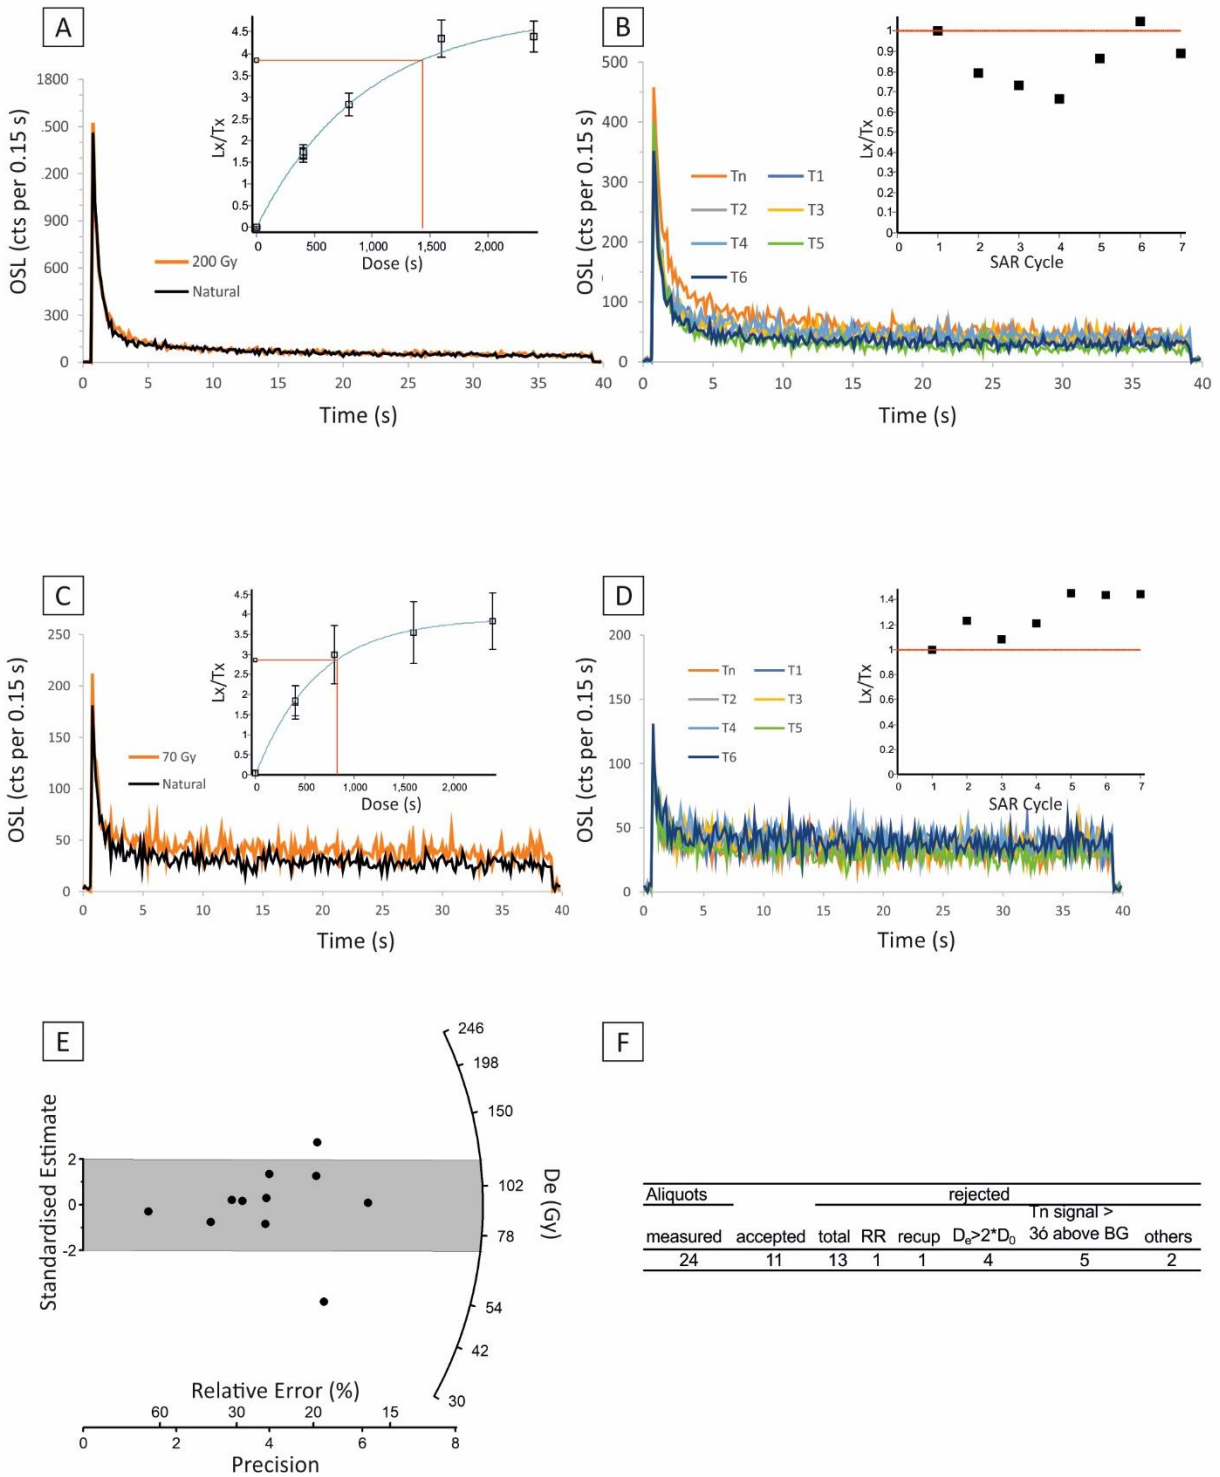 A
4.5
4
3.5
3
2.5
2
1.5
1
0.5
0
Lx/Tx
0 500 1,000 1,500 2,000
Dose (s)
1800
1500
1200
900
600
300
0
OSL (cts per 0.15 s)
200 Gy
Natural
0 5 10 15 20 25 30 35 40
Time (s)
B
1
0.9
0.8
0.7
0.6
0.5
0.4
0.3
0.2
0.1
0
Lx/Tx
0 1 2 3 4 5 6 7
SAR Cycle
500
400
300
200
100
0
OSL (cts per 0.15 s)
Tn T1
T2 T3
T4 T5
T6
0 5 10 15 20 25 30 35 40
Time (s)
C
4.5
4
3.5
3
2.5
2
1.5
1
0.5
0
Lx/Tx
0 500 1,000 1,500 2,000
Dose (s)
250
200
150
100
50
0
OSL (cts per 0.15 s)
70 Gy
Natural
0 5 10 15 20 25 30 35 40
Time (s)
D
1.4
1.2
1
0.8
0.6
0.4
0.2
0
Lx/Tx
0 1 2 3 4 5 6 7
SAR Cycle
200
150
100
50
0
OSL (cts per 0.15 s)
Tn T1
T2 T3
T4 T5
T6
0 5 10 15 20 25 30 35 40
Time (s)
E
Standardised Estimate
2
0
-2
246
198
150
102
78
54
42
30
De (Gy)
Relative Error (%)
60 30 20 15
0 2 4 6 8
Precision
F
Aliquots rejected
Tn signal >
measured accepted total RR recup De>2*D0 3ó above BG others
24 11 13 1 1 4 5 2